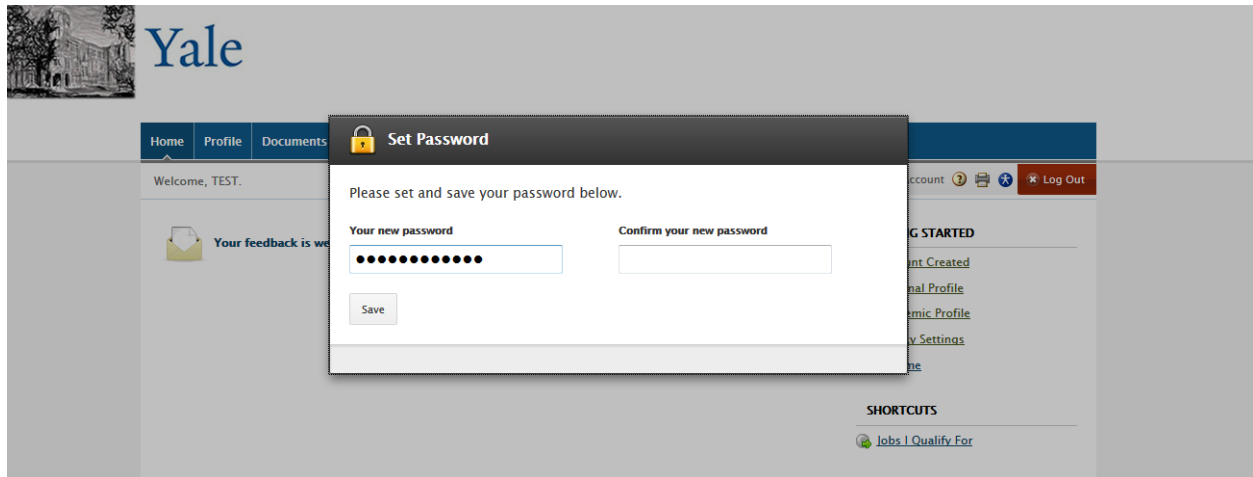 Yale
Home Profile Documents
Set Password
Welcome, TEST.
ccount ? Log Out
Please set and save your password below.
Your new password Confirm your new password
●●●●●●●●●●●●
Save
Your feedback is we
G STARTED
unt Created
nal Profile
emic Profile
y Settings
me
SHORTCUTS
Jobs I Qualify For